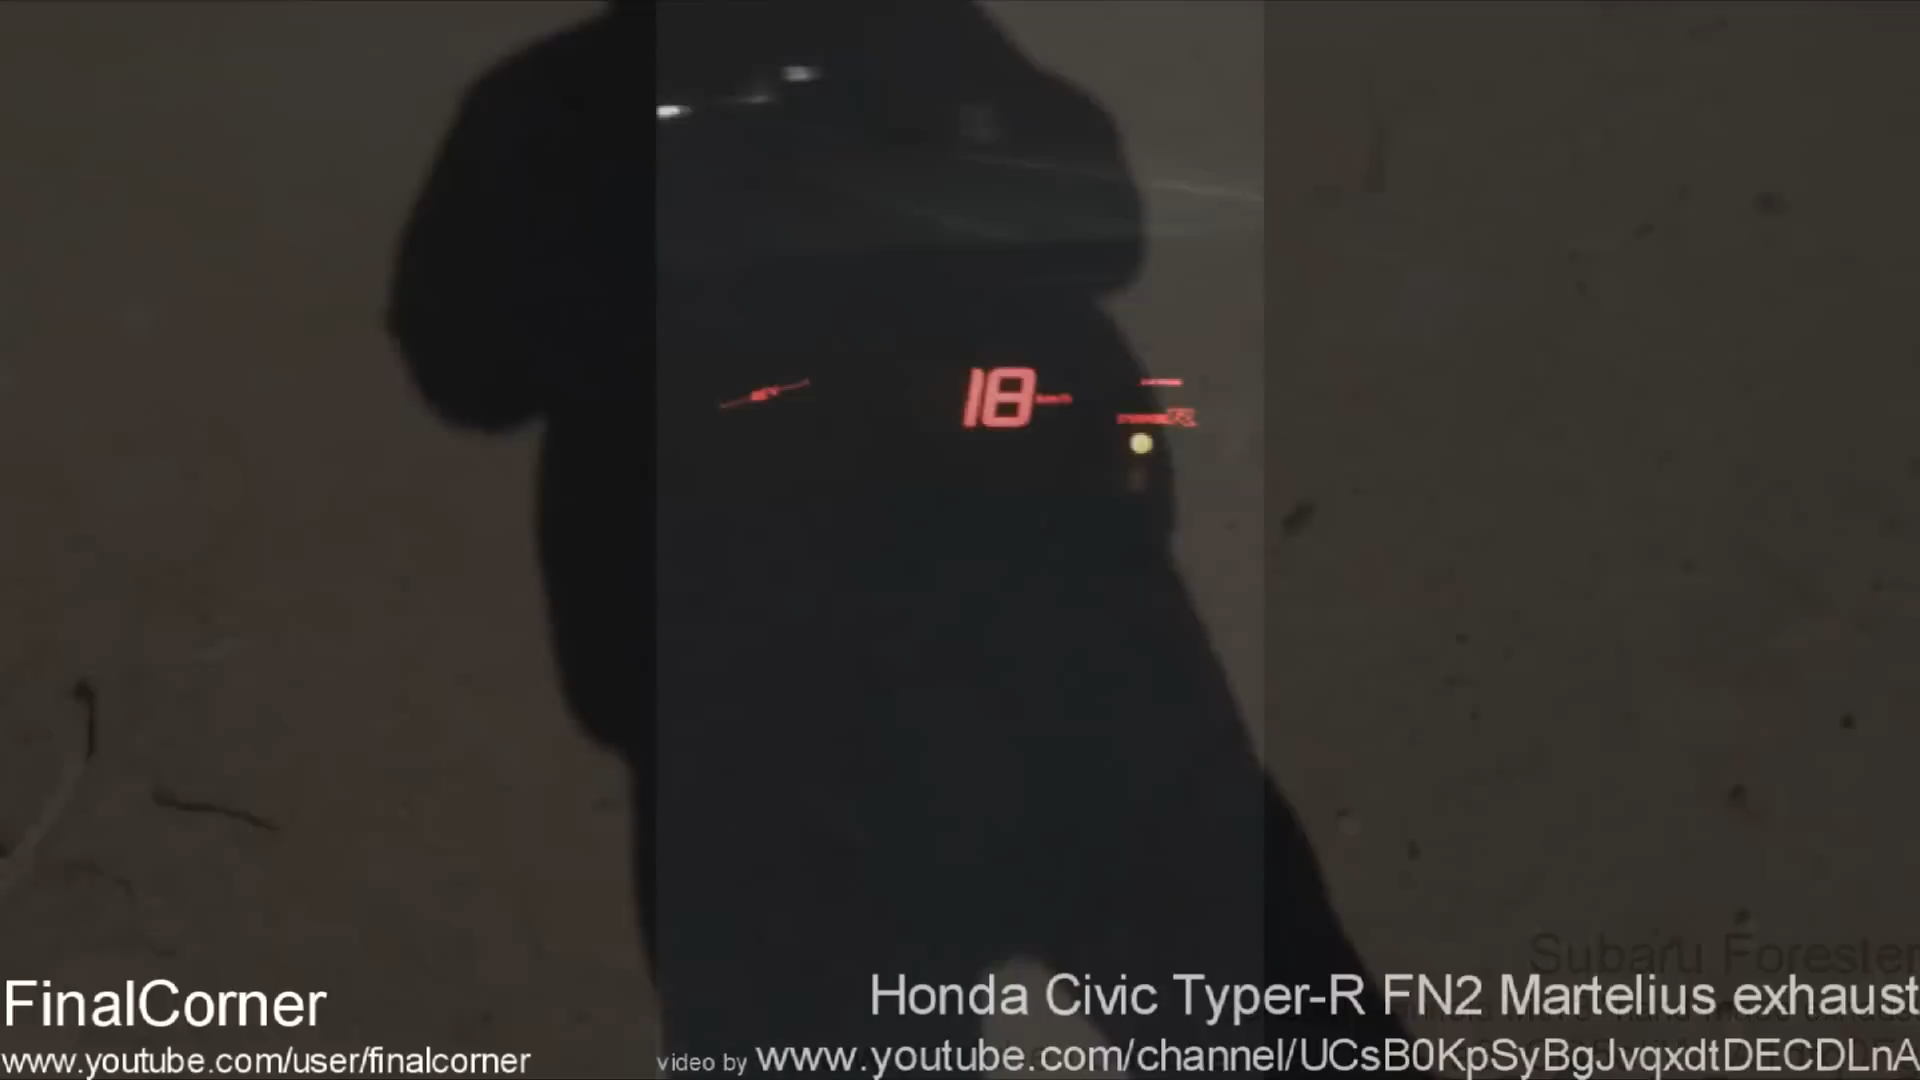 18 km/h
Subaru Forester
FinalCorner
Honda Civic Typer-R FN2 Martelius exhaust
www.youtube.com/user/finalcorner
video by www.youtube.com/channel/UCsB0KpSyBgJvqxdtDECDLnA